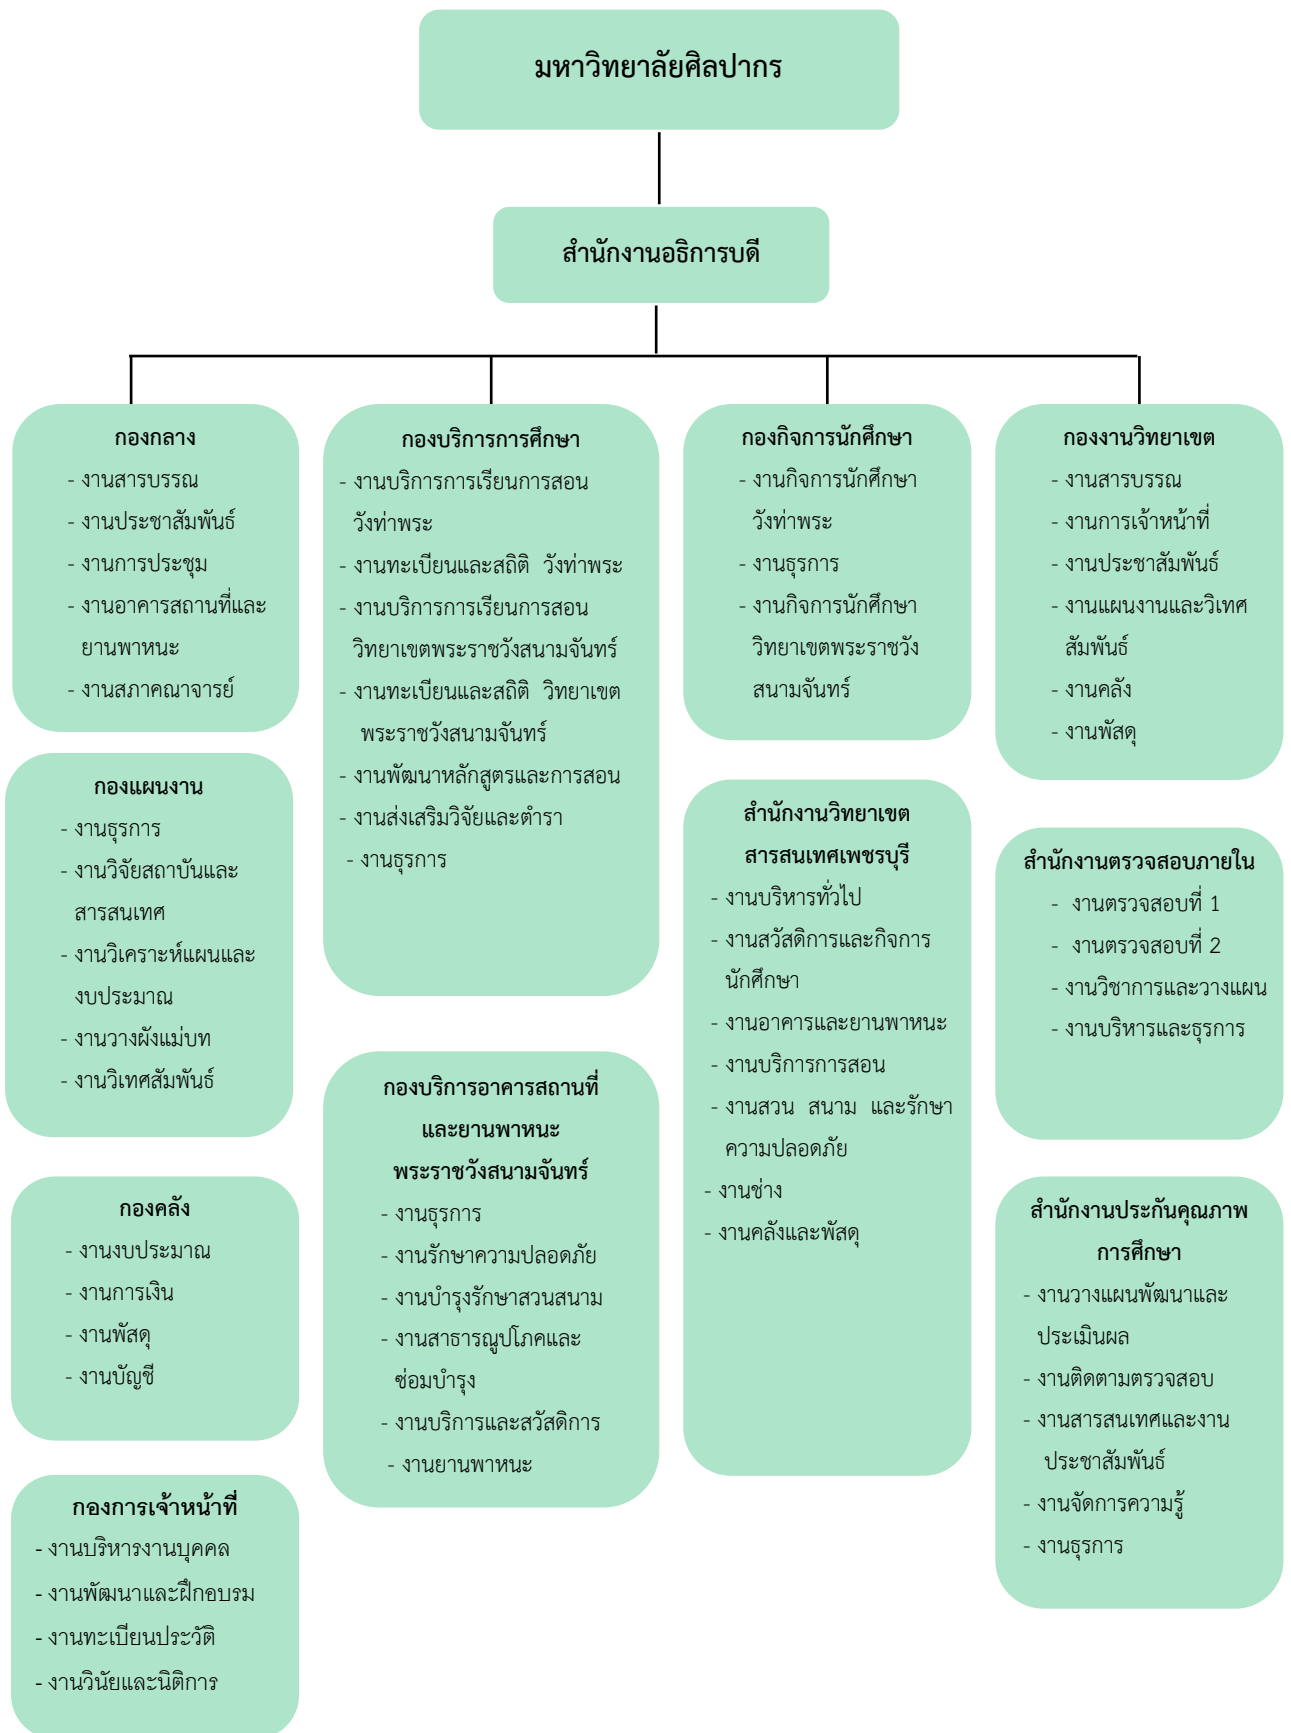 มหาวิทยาลัยศิลปากร
สำนักงานอธิการบดี
กองกลาง
- งานสารบรรณ
- งานประชาสัมพันธ์
- งานการประชุม
- งานอาคารสถานที่และ
ยานพาหนะ
- งานสภาคณาจารย์
กองแผนงาน
- งานธุรการ
- งานวิจัยสถาบันและ
สารสนเทศ
- งานวิเคราะห์แผนและ
งบประมาณ
- งานวางผังแม่บท
- งานวิเทศสัมพันธ์
กองคลัง
- งานงบประมาณ
- งานการเงิน
- งานพัสดุ
- งานบัญชี
กองการเจ้าหน้าที่
- งานบริหารงานบุคคล
- งานพัฒนาและฝึกอบรม
- งานทะเบียนประวัติ
- งานวินัยและนิติการ
กองบริการการศึกษา
- งานบริการการเรียนการสอน
วังท่าพระ
- งานทะเบียนและสถิติ วังท่าพระ
- งานบริการการเรียนการสอน
วิทยาเขตพระราชวังสนามจันทร์
- งานทะเบียนและสถิติ วิทยาเขต
พระราชวังสนามจันทร์
- งานพัฒนาหลักสูตรและการสอน
- งานส่งเสริมวิจัยและตำรา
- งานธุรการ
กองบริการอาคารสถานที่
และยานพาหนะ
พระราชวังสนามจันทร์
- งานธุรการ
- งานรักษาความปลอดภัย
- งานบำรุงรักษาสวนสนาม
- งานสาธารณูปโภคและ
ซ่อมบำรุง
- งานบริการและสวัสดิการ
- งานยานพาหนะ
กองกิจการนักศึกษา
- งานกิจการนักศึกษา
วังท่าพระ
- งานธุรการ
- งานกิจการนักศึกษา
วิทยาเขตพระราชวัง
สนามจันทร์
สำนักงานวิทยาเขต
สารสนเทศเพชรบุรี
- งานบริหารทั่วไป
- งานสวัสดิการและกิจการ
นักศึกษา
- งานอาคารและยานพาหนะ
- งานบริการการสอน
- งานสวน สนาม และรักษา
ความปลอดภัย
- งานช่าง
- งานคลังและพัสดุ
กองงานวิทยาเขต
- งานสารบรรณ
- งานการเจ้าหน้าที่
- งานประชาสัมพันธ์
- งานแผนงานและวิเทศ
สัมพันธ์
- งานคลัง
- งานพัสดุ
สำนักงานตรวจสอบภายใน
- งานตรวจสอบที่ 1
- งานตรวจสอบที่ 2
- งานวิชาการและวางแผน
- งานบริหารและธุรการ
สำนักงานประกันคุณภาพ
การศึกษา
- งานวางแผนพัฒนาและ
ประเมินผล
- งานติดตามตรวจสอบ
- งานสารสนเทศและงาน
ประชาสัมพันธ์
- งานจัดการความรู้
- งานธุรการ